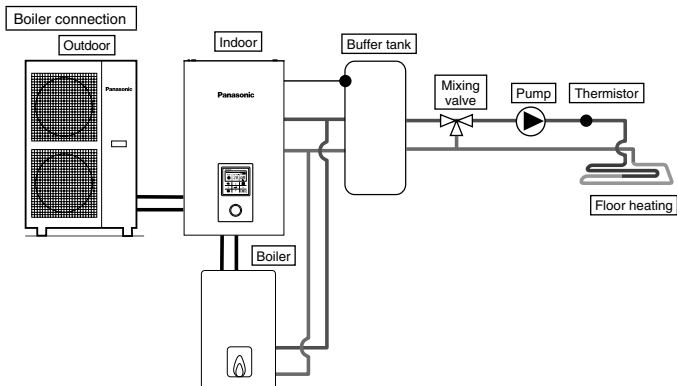 Boiler connection
Outdoor
Indoor
Buffer tank
Panasonic
Panasonic
Mixing
valve
Pump
Thermistor
Floor heating
Boiler